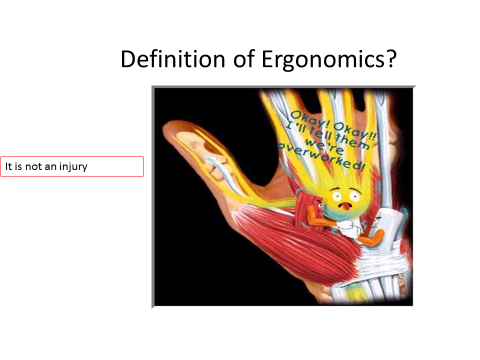 Definition of Ergonomics?
Okay! Okay!!
I'll tell them
we're
overworked!
It is not an injury